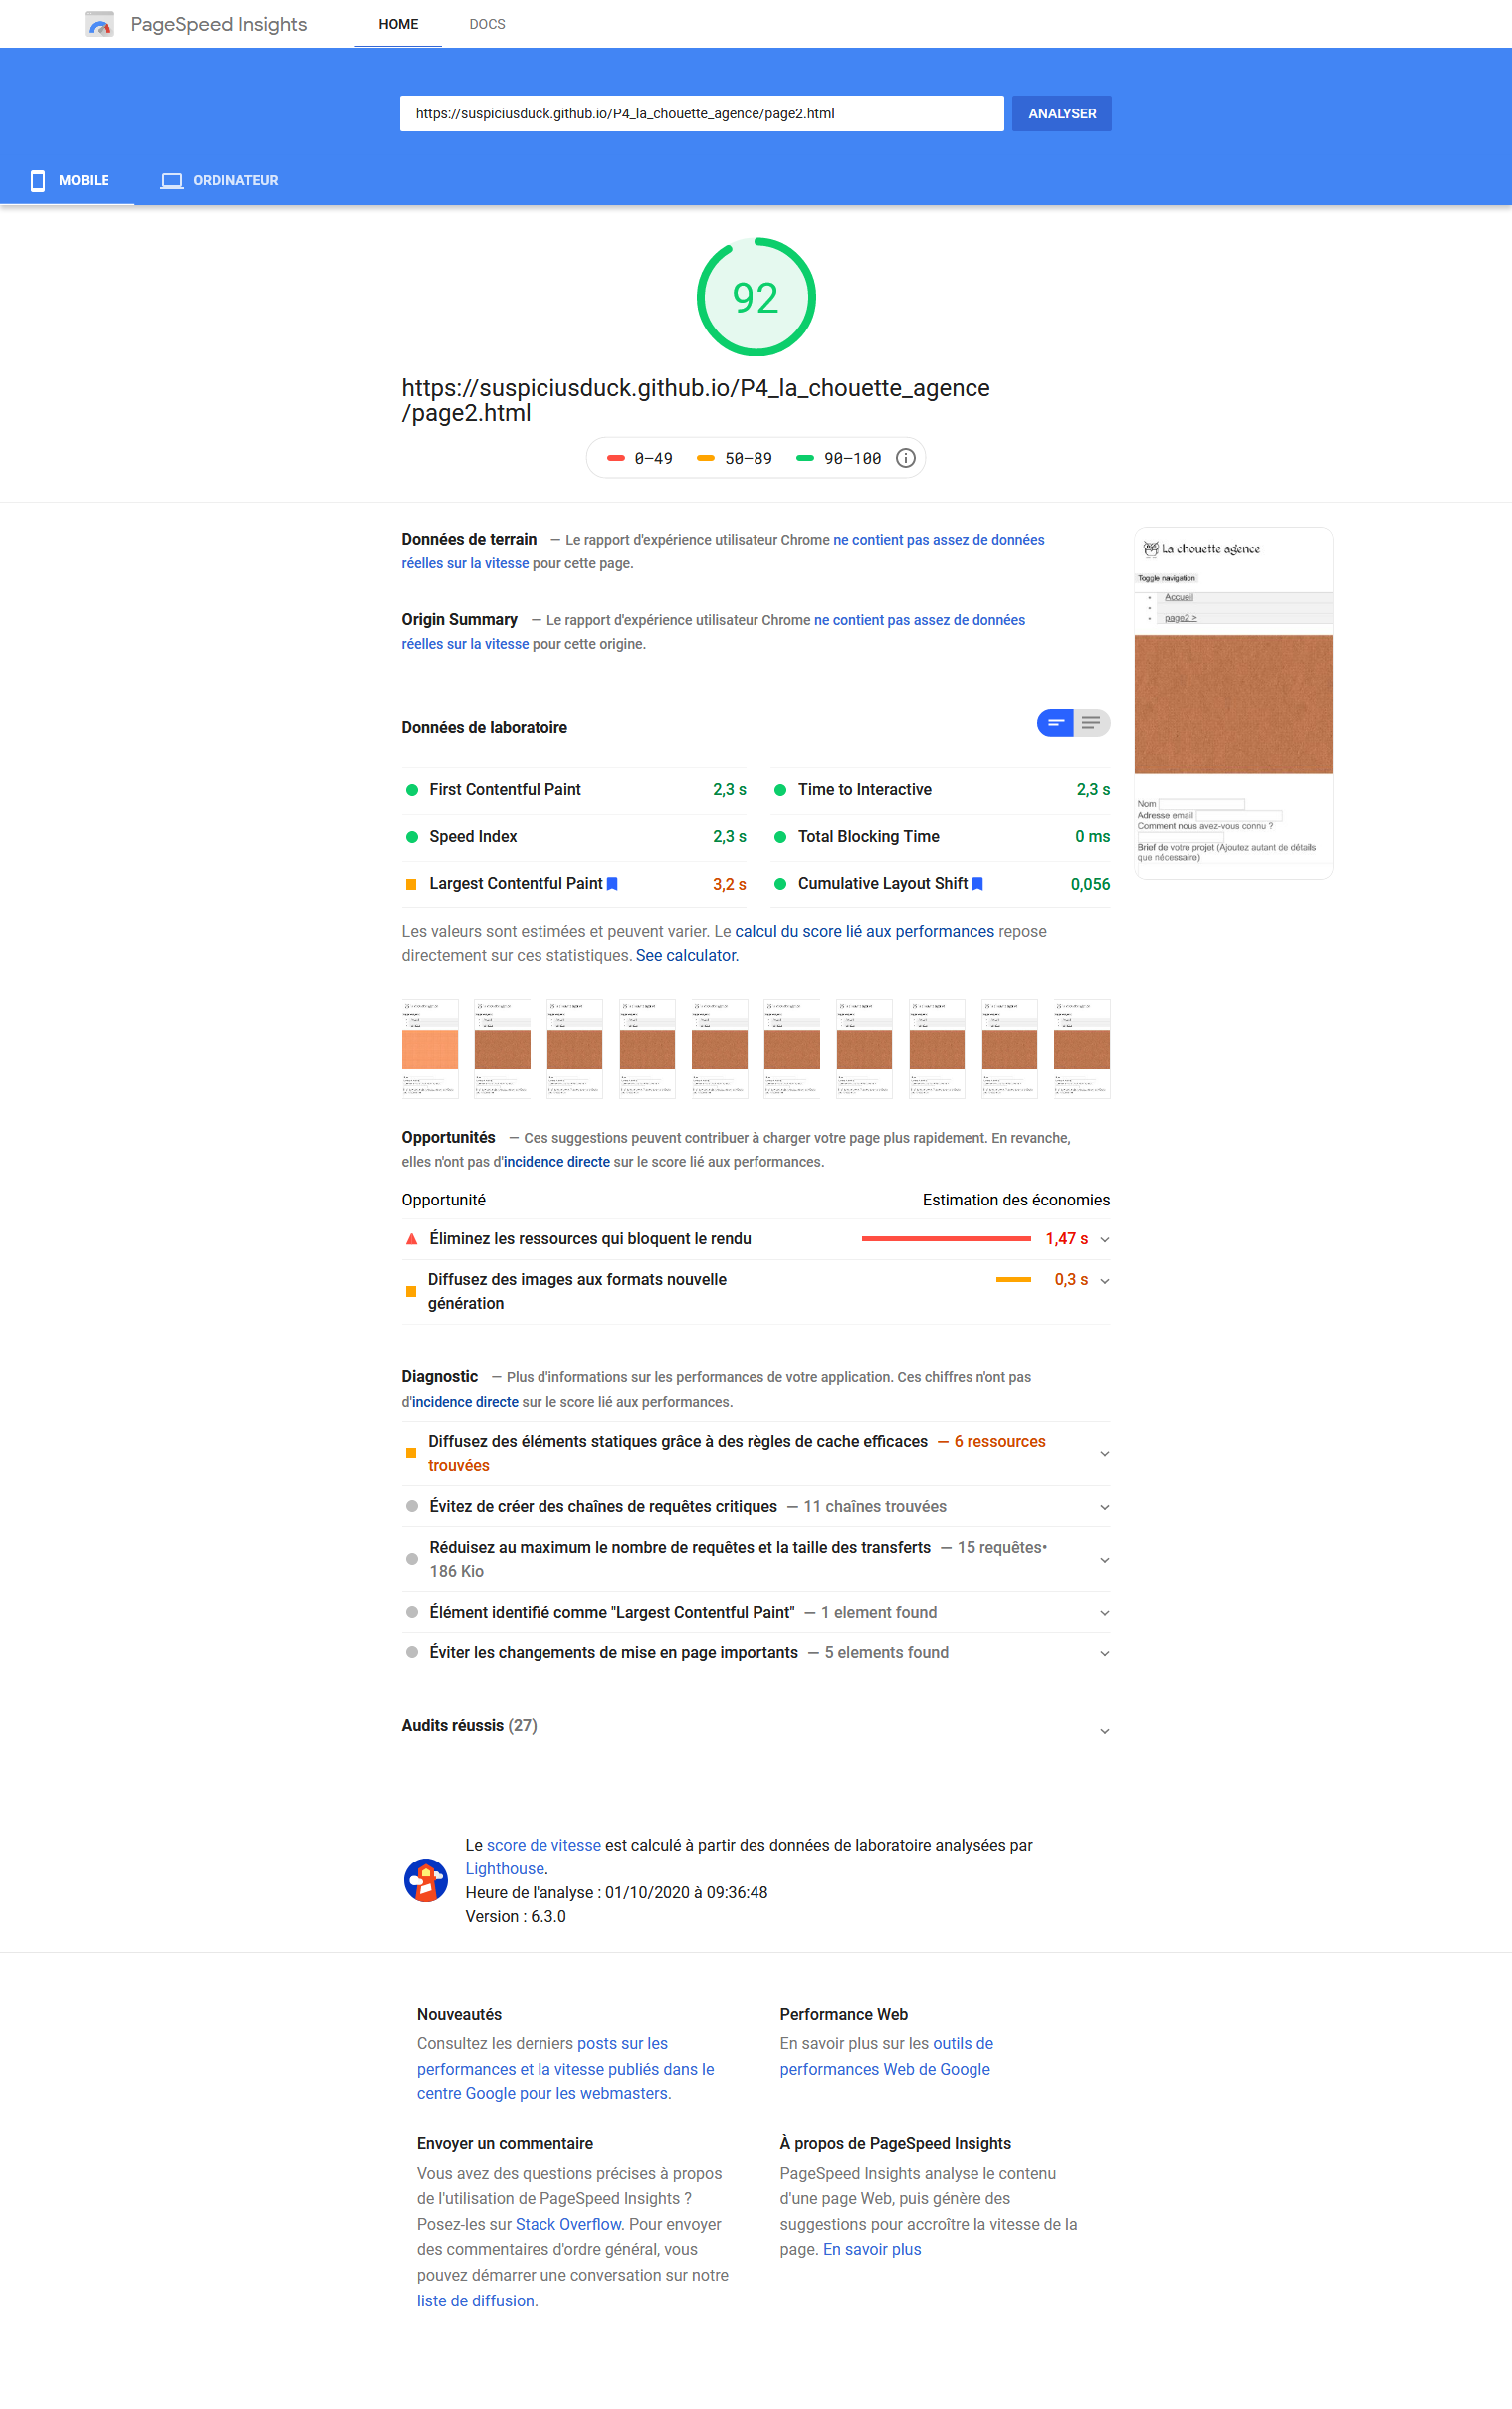 PageSpeed Insights
HOME
DOCS
https://suspiciusduck.github.io/P4_la_chouette_agence/page2.html
ANALYSER
MOBILE
ORDINATEUR
92
https://suspiciusduck.github.io/P4_la_chouette_agence
/page2.html
0–49
50–89
90–100
Données de terrain — Le rapport d'expérience utilisateur Chrome ne contient pas assez de données
réelles sur la vitesse pour cette page.
Origin Summary — Le rapport d'expérience utilisateur Chrome ne contient pas assez de données
réelles sur la vitesse pour cette origine.
La chouette agence
Toggle navigation
Accueil
page2 >
Nom
Adresse email
Comment nous avez-vous connu ?
Brief de votre projet (Ajoutez autant de détails
que nécessaire)
Données de laboratoire
First Contentful Paint 2,3 s
Time to Interactive 2,3 s
Speed Index 2,3 s
Total Blocking Time 0 ms
Largest Contentful Paint 3,2 s
Cumulative Layout Shift 0,056
Les valeurs sont estimées et peuvent varier. Le calcul du score lié aux performances repose
directement sur ces statistiques. See calculator.
Opportunités — Ces suggestions peuvent contribuer à charger votre page plus rapidement. En revanche,
elles n'ont pas d'incidence directe sur le score lié aux performances.
Opportunité Estimation des économies
Éliminez les ressources qui bloquent le rendu 1,47 s
Diffusez des images aux formats nouvelle 0,3 s
génération
Diagnostic — Plus d'informations sur les performances de votre application. Ces chiffres n'ont pas
d'incidence directe sur le score lié aux performances.
Diffusez des éléments statiques grâce à des règles de cache efficaces — 6 ressources
trouvées
Évitez de créer des chaînes de requêtes critiques — 11 chaînes trouvées
Réduisez au maximum le nombre de requêtes et la taille des transferts — 15 requêtes•
186 Kio
Élément identifié comme "Largest Contentful Paint" — 1 element found
Éviter les changements de mise en page importants — 5 elements found
Audits réussis (27)
Le score de vitesse est calculé à partir des données de laboratoire analysées par
Lighthouse.
Heure de l'analyse : 01/10/2020 à 09:36:48
Version : 6.3.0
Nouveautés
Consultez les derniers posts sur les
performances et la vitesse publiés dans le
centre Google pour les webmasters.
Performance Web
En savoir plus sur les outils de
performances Web de Google
Envoyer un commentaire
Vous avez des questions précises à propos
de l'utilisation de PageSpeed Insights ?
Posez-les sur Stack Overflow. Pour envoyer
des commentaires d'ordre général, vous
pouvez démarrer une conversation sur notre
liste de diffusion.
À propos de PageSpeed Insights
PageSpeed Insights analyse le contenu
d'une page Web, puis génère des
suggestions pour accroître la vitesse de la
page. En savoir plus